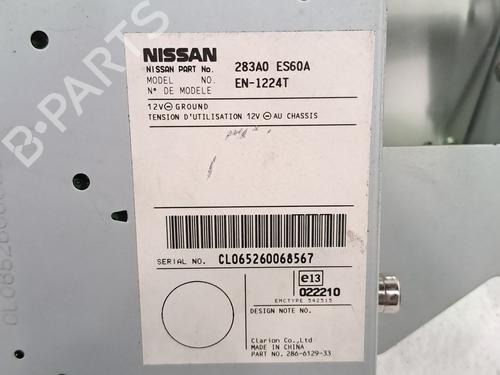 NISSAN
NISSAN PART No. 283A0 ES60A
MODEL NO. EN-1224T
N° DE MODELE
12V⊖GROUND
TENSION D'UTILISATION 12V ⊖ AU CHASSIS
SERIAL NO. CL065260068567
e13
022210
EMCTYPE 542515
DESIGN NOTE NO.
Clarion Co.,Ltd
MADE IN CHINA
PART NO. 286-6129-33
B-PARTS